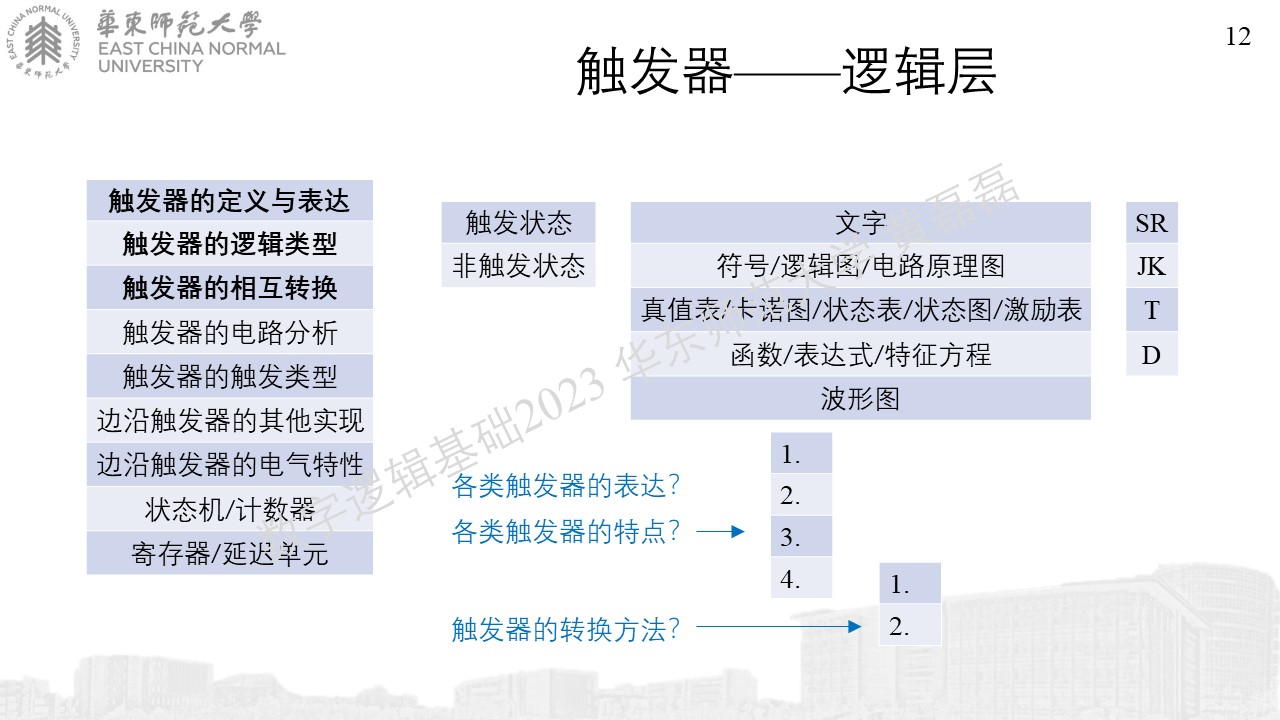 華東師範大學
EAST CHINA NORMAL
UNIVERSITY
EAST CHINA NORMAL UNIVERSITY
華東师范大学
12
触发器——逻辑层
触发器的定义与表达
触发器的逻辑类型
触发器的相互转换
触发器的电路分析
触发器的触发类型
边沿触发器的其他实现
边沿触发器的电气特性
状态机/计数器
寄存器/延迟单元
触发状态
非触发状态
文字
符号/逻辑图/电路原理图
真值表/卡诺图/状态表/状态图/激励表
函数/表达式/特征方程
波形图
SR
JK
T
D
各类触发器的表达?
各类触发器的特点?
1.
2.
3.
4.
触发器的转换方法?
1.
2.
数字逻辑基础2023 华东师范大学 黄磊磊